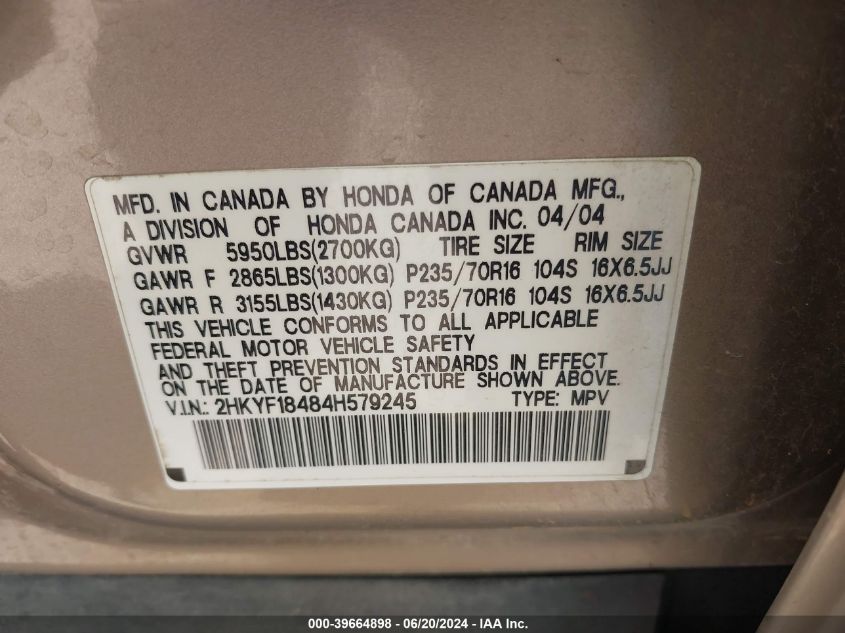 MFD. IN CANADA BY HONDA OF CANADA MFG.,
A DIVISION OF HONDA CANADA INC. 04/04
GVWR 5950LBS(2700KG) TIRE SIZE RIM SIZE
GAWR F 2865LBS(1300KG) P235/70R16 104S 16X6.5JJ
GAWR R 3155LBS(1430KG) P235/70R16 104S 16X6.5JJ
THIS VEHICLE CONFORMS TO ALL APPLICABLE
FEDERAL MOTOR VEHICLE SAFETY
AND THEFT PREVENTION STANDARDS IN EFFECT
ON THE DATE OF MANUFACTURE SHOWN ABOVE.
V.I.N.: 2HKYF18484H579245 TYPE: MPV
000-39664898 - 06/20/2024 - IAA Inc.